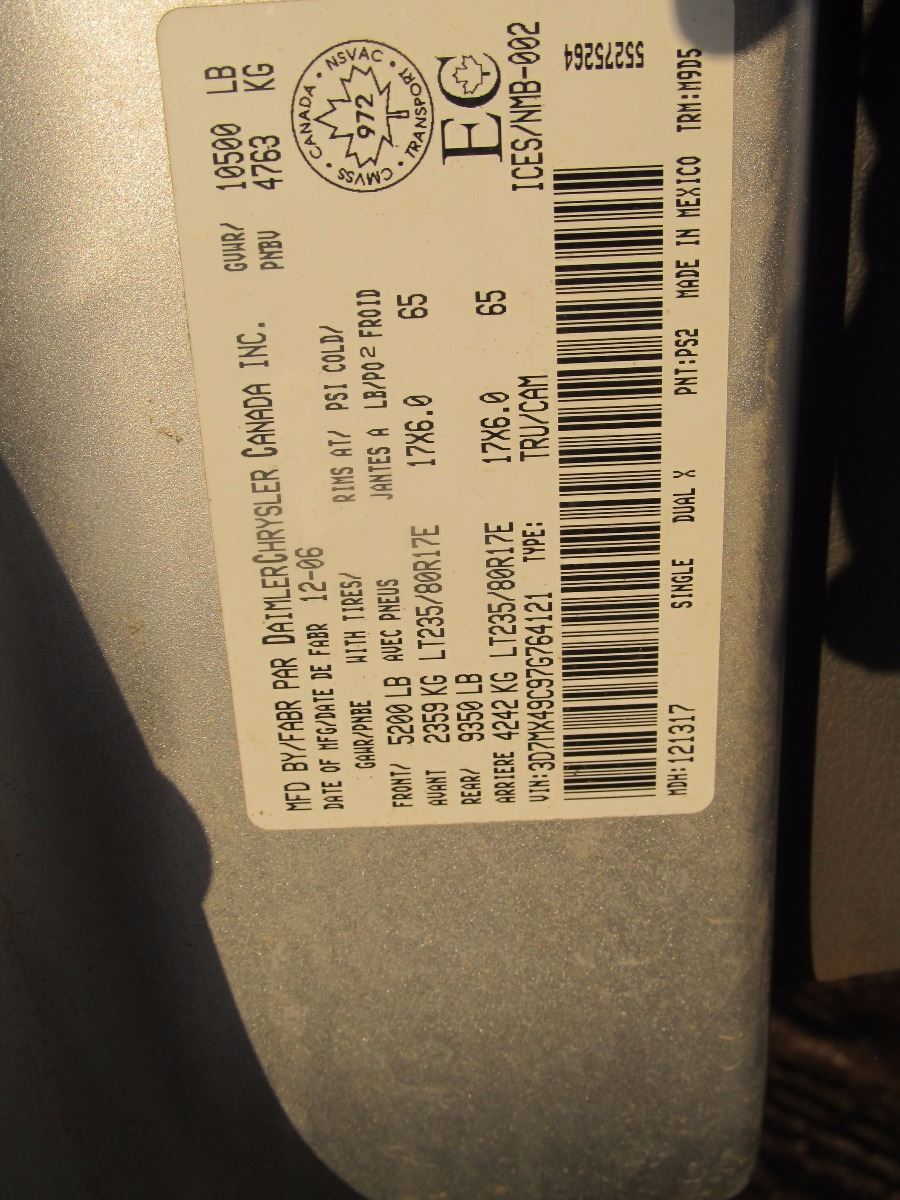 MFD BY/FABR PAR DAIMLERCHRYSLER CANADA INC. GVWR/ 10500 LB
DATE OF MFG/DATE DE FABR 12-06 PNBV 4763 KG
GAWR/PNBE WITH TIRES/ RIMS AT/ PSI COLD/
AVEC PNEUS JANTES A LB/PO2 FROID
FRONT/ 5200 LB
AVANT 2359 KG LT235/80R17E 17X6.0 65
REAR/ 9350 LB
ARRIERE 4242 KG LT235/80R17E 17X6.0 65
VIN:3D7MX49C97G764121 TYPE: TRU/CAM
CANADA · NSVAC · TRANSPORT · CMVSS ·
972
EC
ICES/NMB-002
55275264
MDH:121317 SINGLE DUAL X PNT:PS2 MADE IN MEXICO TRM:M9D5